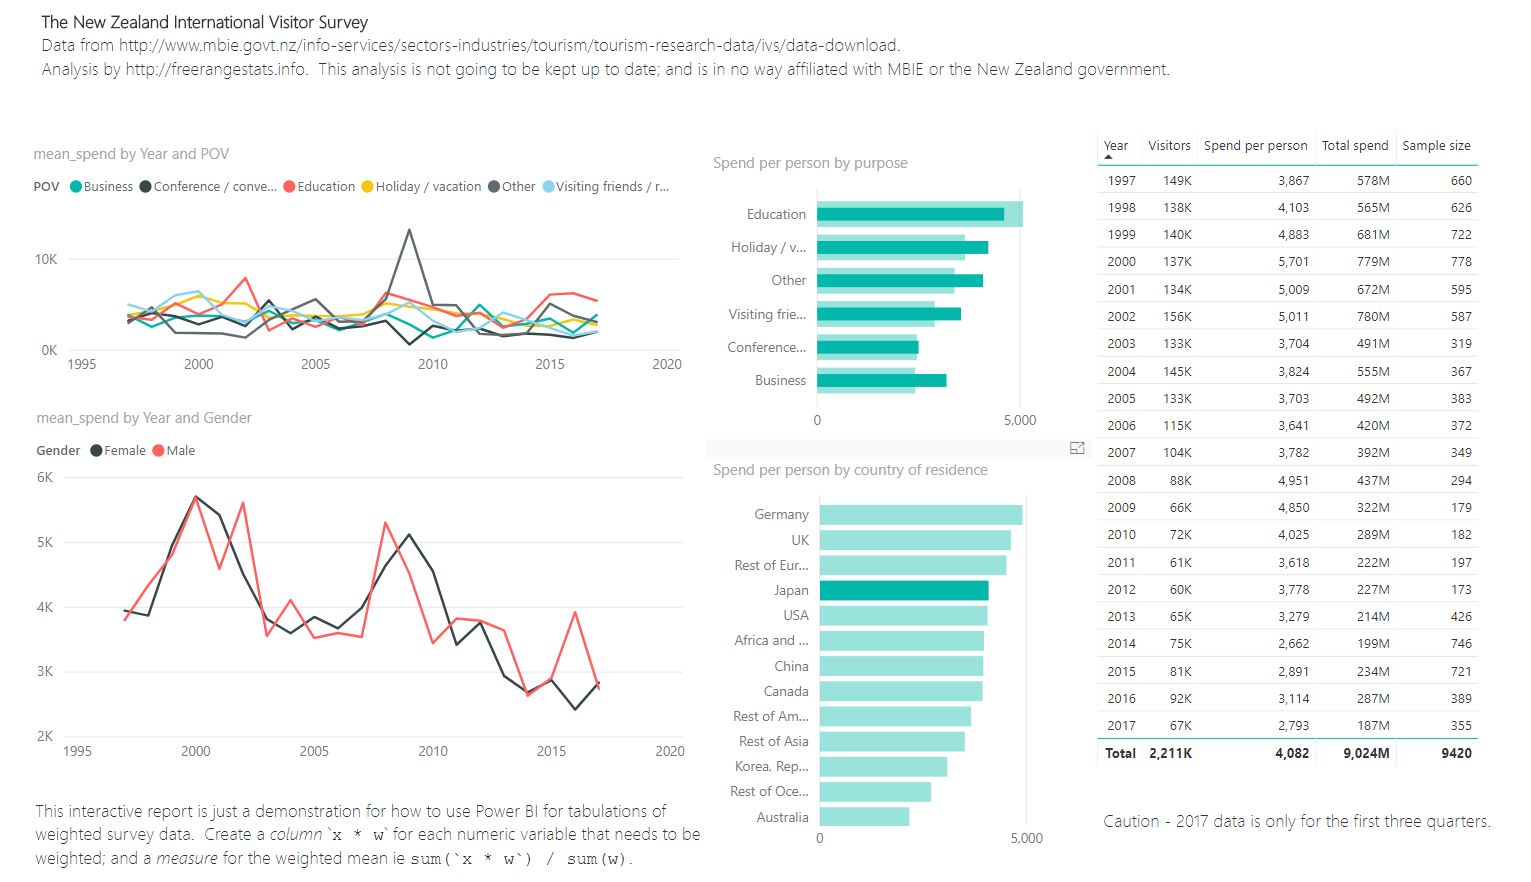 The New Zealand International Visitor Survey
Data from http://www.mbie.govt.nz/info-services/sectors-industries/tourism/tourism-research-data/ivs/data-download.
Analysis by http://freerangestats.info. This analysis is not going to be kept up to date; and is in no way affiliated with MBIE or the New Zealand government.
mean_spend by Year and POV
POV Business Conference / conve... Education Holiday / vacation Other Visiting friends / r...
10K
0K
1995 2000 2005 2010 2015 2020
mean_spend by Year and Gender
Gender Female Male
6K
5K
4K
3K
2K
1995 2000 2005 2010 2015 2020
This interactive report is just a demonstration for how to use Power BI for tabulations of
weighted survey data. Create a column `x * w` for each numeric variable that needs to be
weighted; and a measure for the weighted mean ie sum(`x * w`) / sum(w).
Spend per person by purpose
Education
Holiday / v...
Other
Visiting frie...
Conference...
Business
0 5,000
Spend per person by country of residence
Germany
UK
Rest of Eur...
Japan
USA
Africa and ...
China
Canada
Rest of Am...
Rest of Asia
Korea, Rep...
Rest of Oce...
Australia
0 5,000
Year Visitors Spend per person Total spend Sample size
1997 149K 3,867 578M 660
1998 138K 4,103 565M 626
1999 140K 4,883 681M 722
2000 137K 5,701 779M 778
2001 134K 5,009 672M 595
2002 156K 5,011 780M 587
2003 133K 3,704 491M 319
2004 145K 3,824 555M 367
2005 133K 3,703 492M 383
2006 115K 3,641 420M 372
2007 104K 3,782 392M 349
2008 88K 4,951 437M 294
2009 66K 4,850 322M 179
2010 72K 4,025 289M 182
2011 61K 3,618 222M 197
2012 60K 3,778 227M 173
2013 65K 3,279 214M 426
2014 75K 2,662 199M 746
2015 81K 2,891 234M 721
2016 92K 3,114 287M 389
2017 67K 2,793 187M 355
Total 2,211K 4,082 9,024M 9420
Caution - 2017 data is only for the first three quarters.